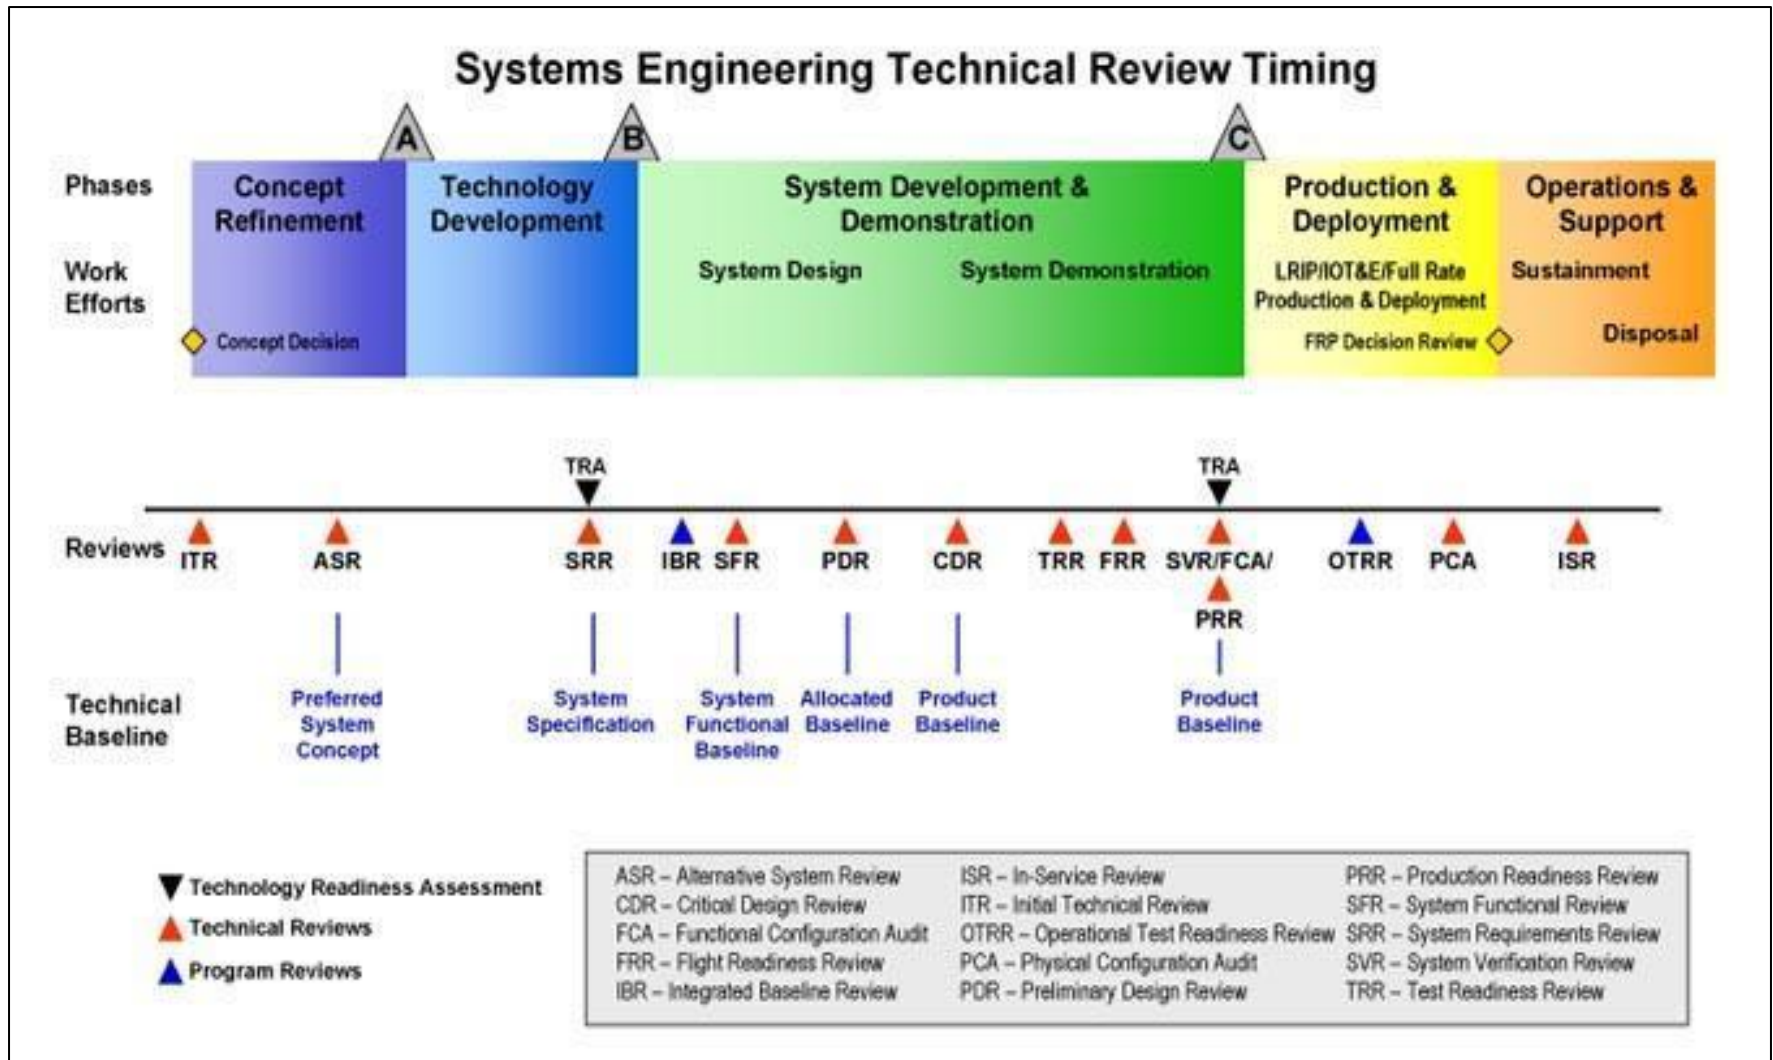 Systems Engineering Technical Review Timing
A
B
C
Phases
Concept
Refinement
Technology
Development
System Development &
Demonstration
Production &
Deployment
Operations &
Support
Work
Efforts
System Design
System Demonstration
LRIP/IOT&E/Full Rate
Production & Deployment
Sustainment
Concept Decision
FRP Decision Review
Disposal
TRA
TRA
Reviews
ITR
ASR
SRR
IBR
SFR
PDR
CDR
TRR
FRR
SVR/FCA/
PRR
OTRR
PCA
ISR
Technical
Baseline
Preferred
System
Concept
System
Specification
System
Functional
Baseline
Allocated
Baseline
Product
Baseline
Product
Baseline
Technology Readiness Assessment
Technical Reviews
Program Reviews
ASR – Alternative System Review
CDR – Critical Design Review
FCA – Functional Configuration Audit
FRR – Flight Readiness Review
IBR – Integrated Baseline Review
ISR – In-Service Review
ITR – Initial Technical Review
OTRR – Operational Test Readiness Review
PCA – Physical Configuration Audit
PDR – Preliminary Design Review
PRR – Production Readiness Review
SFR – System Functional Review
SRR – System Requirements Review
SVR – System Verification Review
TRR – Test Readiness Review